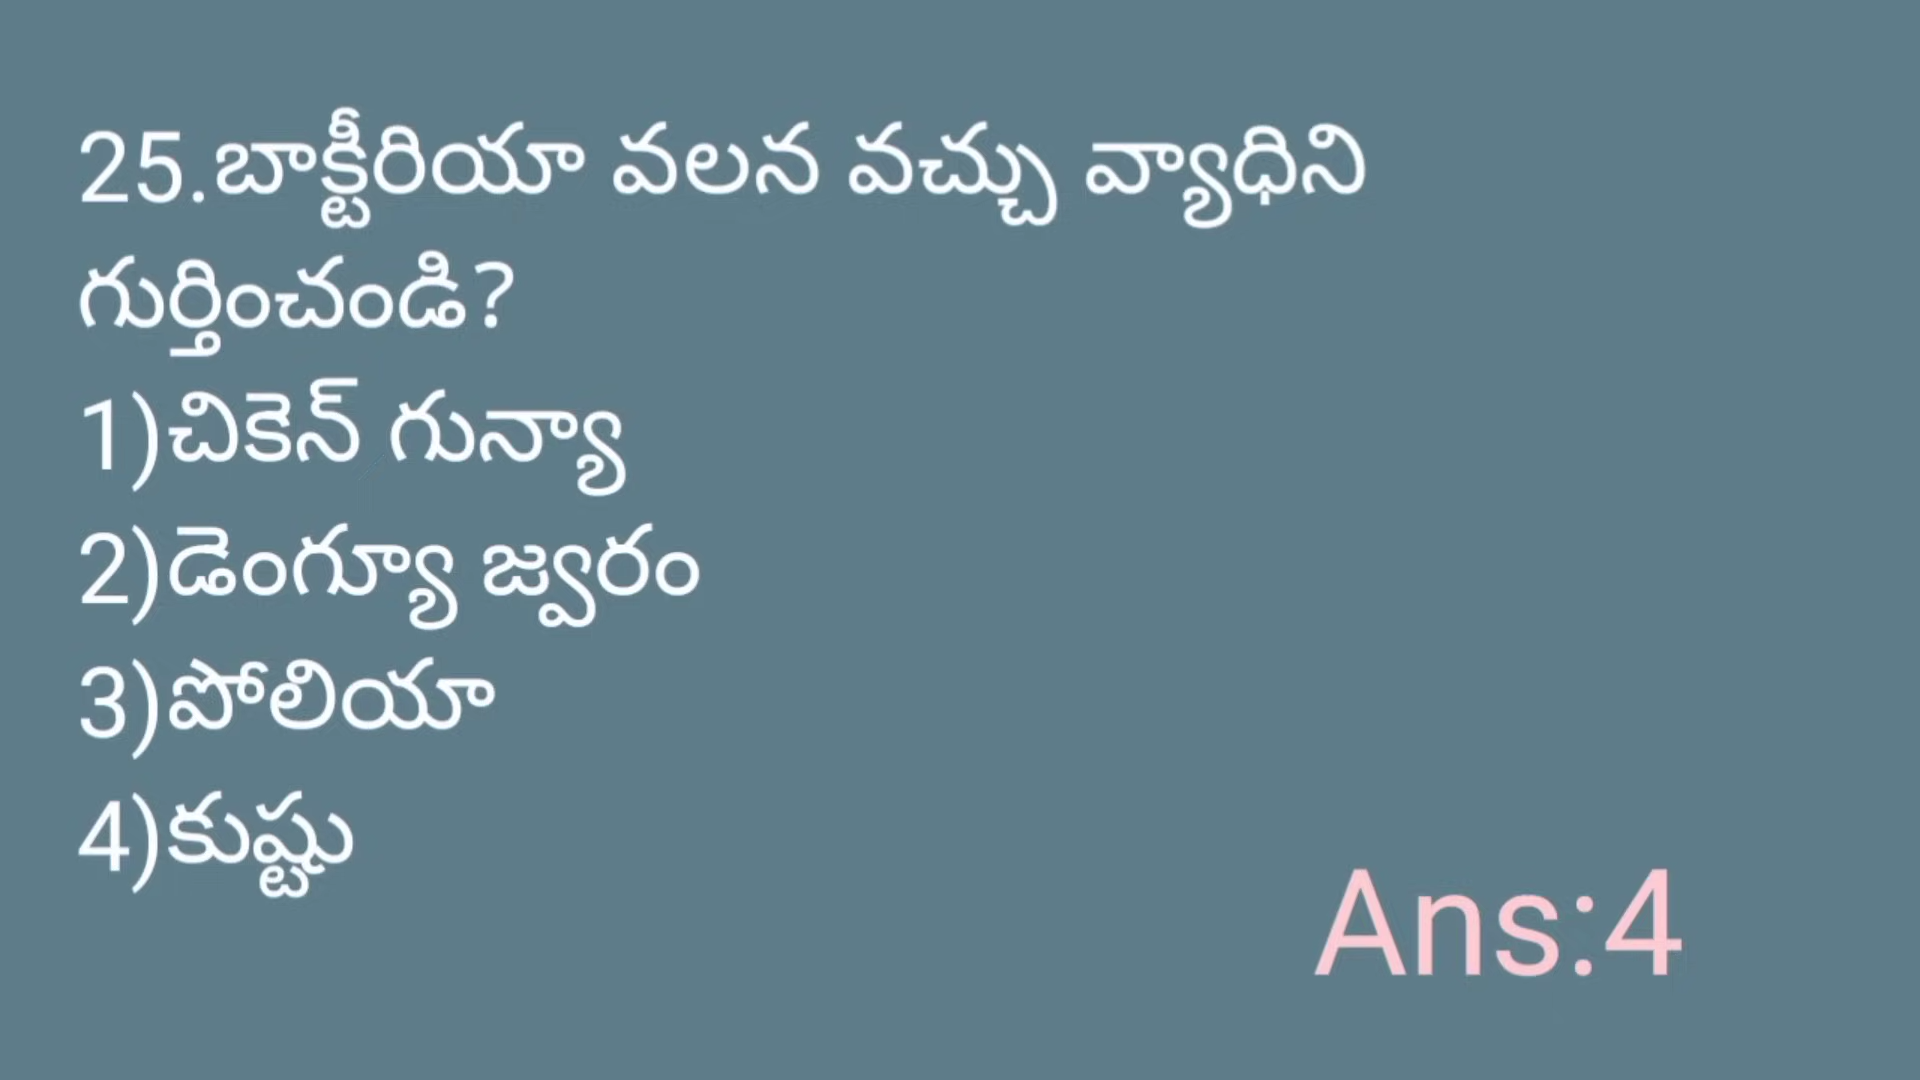 25.బాక్టీరియా వలన వచ్చు వ్యాధిని
గుర్తించండి?
1)చికెన్ గున్యా
2)డెంగ్యూ జ్వరం
3)పోలియా
4)కుష్టు
Ans:4